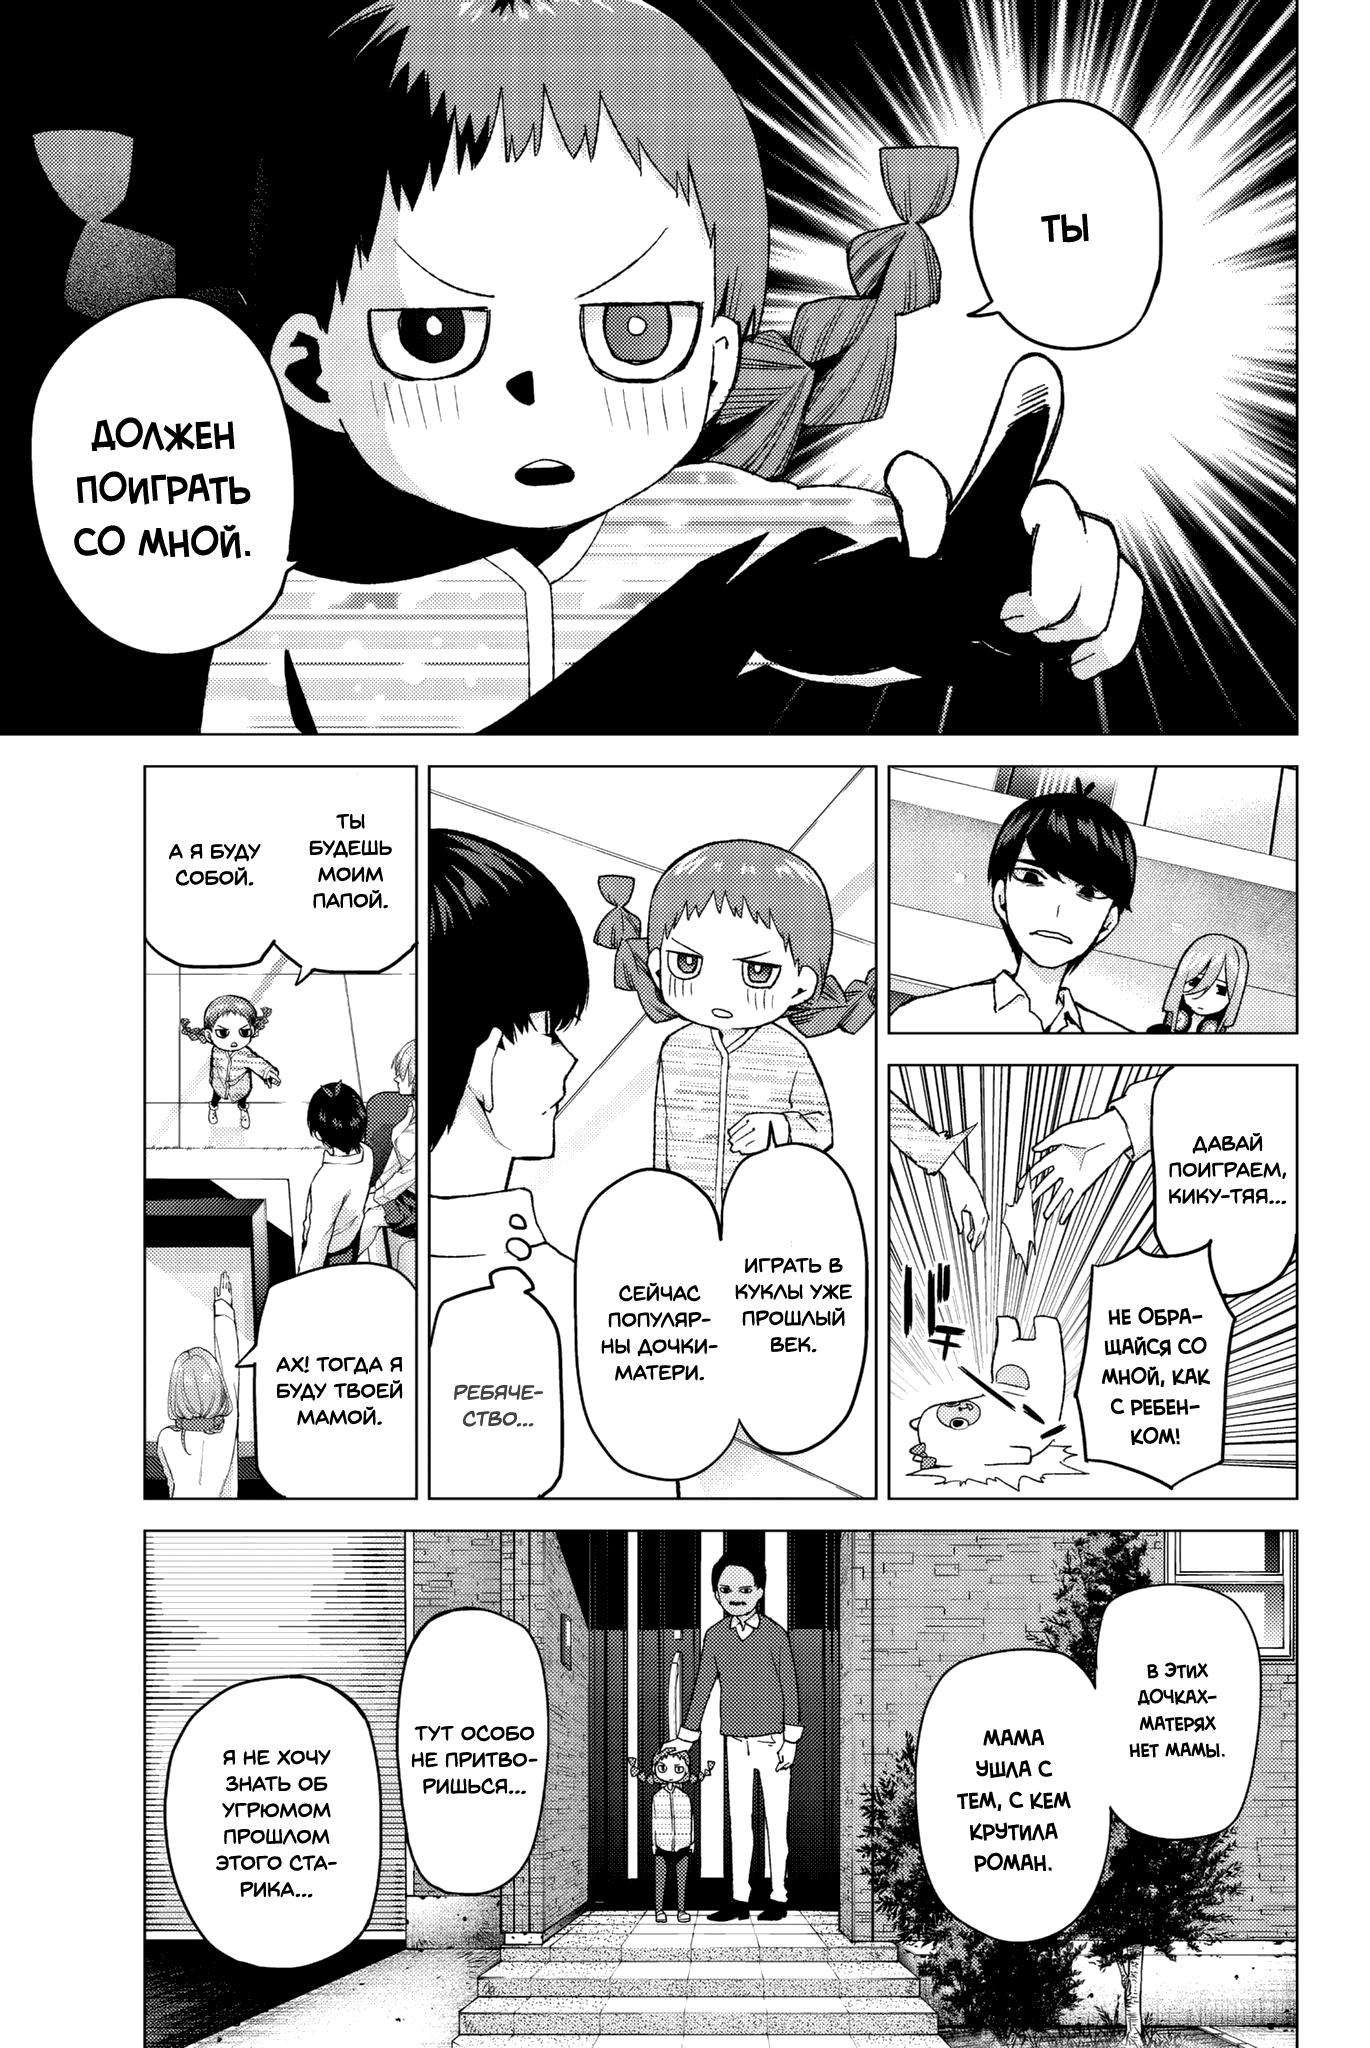 ТЫ
ДОЛЖЕН
ПОИГРАТЬ
СО МНОЙ.
ДАВАЙ
ПОИГРАЕМ,
КИКУ-ТЯЯ...
НЕ ОБРА-
ЩАЙСЯ СО
МНОЙ, КАК
С РЕБЕН-
КОМ!
ИГРАТЬ В
КУКЛЫ УЖЕ
ПРОШЛЫЙ
ВЕК.
СЕЙЧАС
ПОПУЛЯР-
НЫ ДОЧКИ-
МАТЕРИ.
РЕБЯЧЕ-
СТВО...
ТЫ
БУДЕШЬ
МОИМ
ПАПОЙ.
А Я БУДУ
СОБОЙ.
АХ! ТОГДА Я
БУДУ ТВОЕЙ
МАМОЙ.
В ЭТИХ
ДОЧКАХ-
МАТЕРЯХ
НЕТ МАМЫ.
МАМА
УШЛА С
ТЕМ, С КЕМ
КРУТИЛА
РОМАН.
ТУТ ОСОБО
НЕ ПРИТВО-
РИШЬСЯ...
Я НЕ ХОЧУ
ЗНАТЬ ОБ
УГРЮМОМ
ПРОШЛОМ
ЭТОГО СТА-
РИКА...